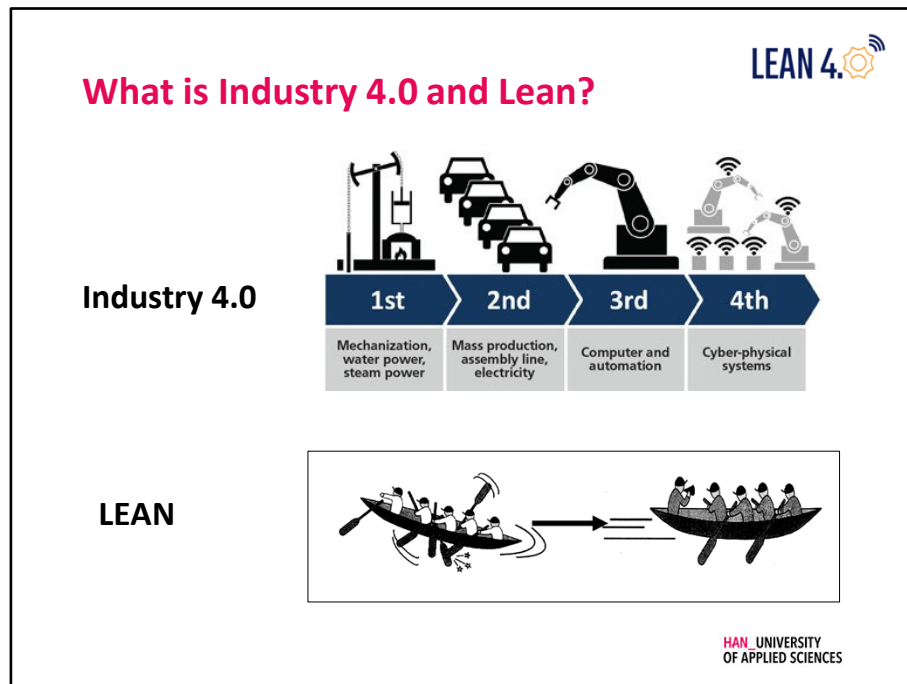 What is Industry 4.0 and Lean?
LEAN 4.0
Industry 4.0
1st
2nd
3rd
4th
Mechanization,
water power,
steam power
Mass production,
assembly line,
electricity
Computer and
automation
Cyber-physical
systems
LEAN
HAN_UNIVERSITY
OF APPLIED SCIENCES